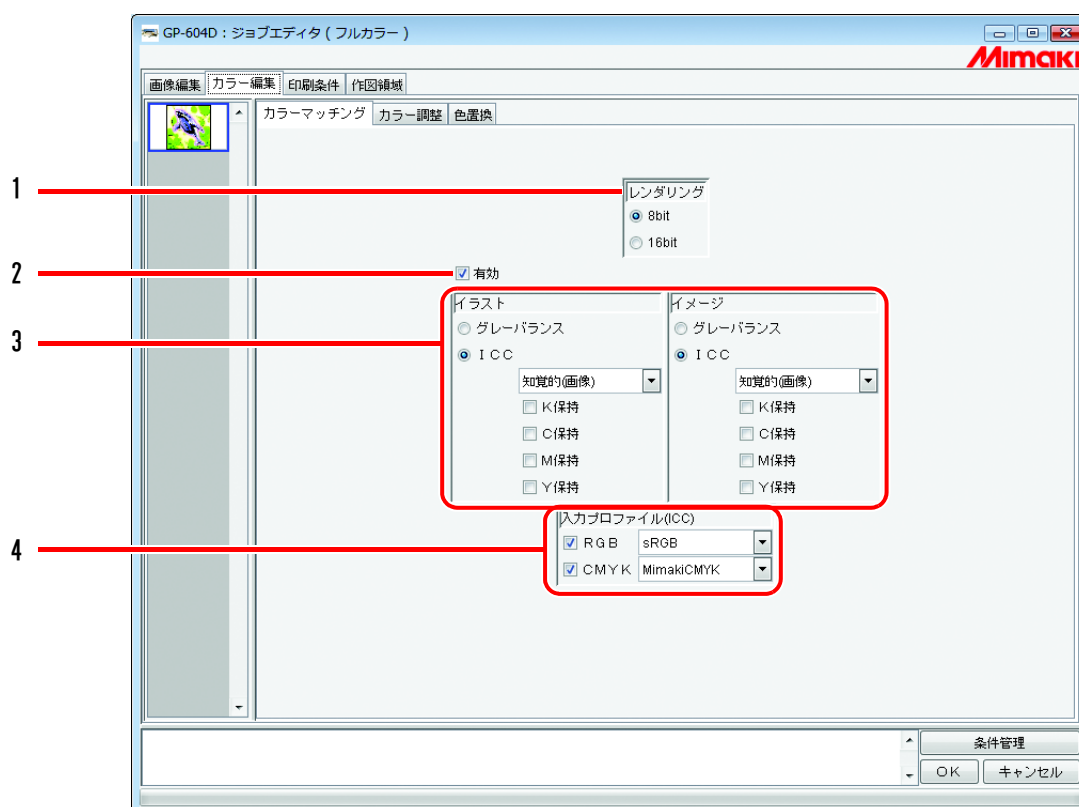 GP-604D : ジョブエディタ ( フルカラー )
Mimaki
画像編集 カラー編集 印刷条件 作図領域
カラーマッチング カラー調整 色置換
1
レンダリング
8bit
16bit
2
有効
3
イラスト
グレーバランス
ICC
知覚的(画像)
K保持
C保持
M保持
Y保持
イメージ
グレーバランス
ICC
知覚的(画像)
K保持
C保持
M保持
Y保持
4
入力プロファイル(ICC)
RGB sRGB
CMYK MimakiCMYK
条件管理
OK キャンセル